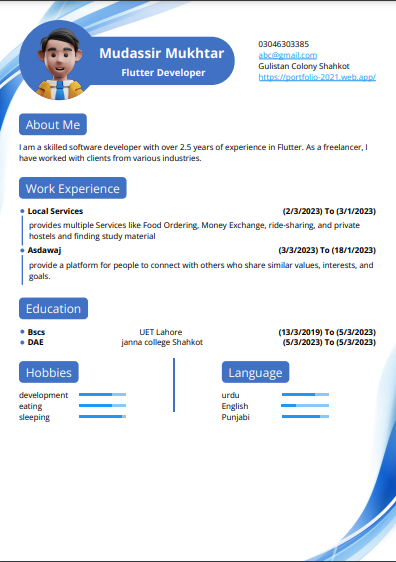 Mudassir Mukhtar
Flutter Developer
03046303385
abc@gmail.com
Gulistan Colony Shahkot
https://portfolio-2021.web.app/
About Me
I am a skilled software developer with over 2.5 years of experience in Flutter. As a freelancer, I
have worked with clients from various industries.
Work Experience
Local Services (2/3/2023) To (3/1/2023)
provides multiple Services like Food Ordering, Money Exchange, ride-sharing, and private
hostels and finding study material
Asdawaj (3/3/2023) To (18/1/2023)
provide a platform for people to connect with others who share similar values, interests, and
goals.
Education
Bscs UET Lahore (13/3/2019) To (5/3/2023)
DAE janna college Shahkot (5/3/2023) To (5/3/2023)
Hobbies
development
eating
sleeping
Language
urdu
English
Punjabi